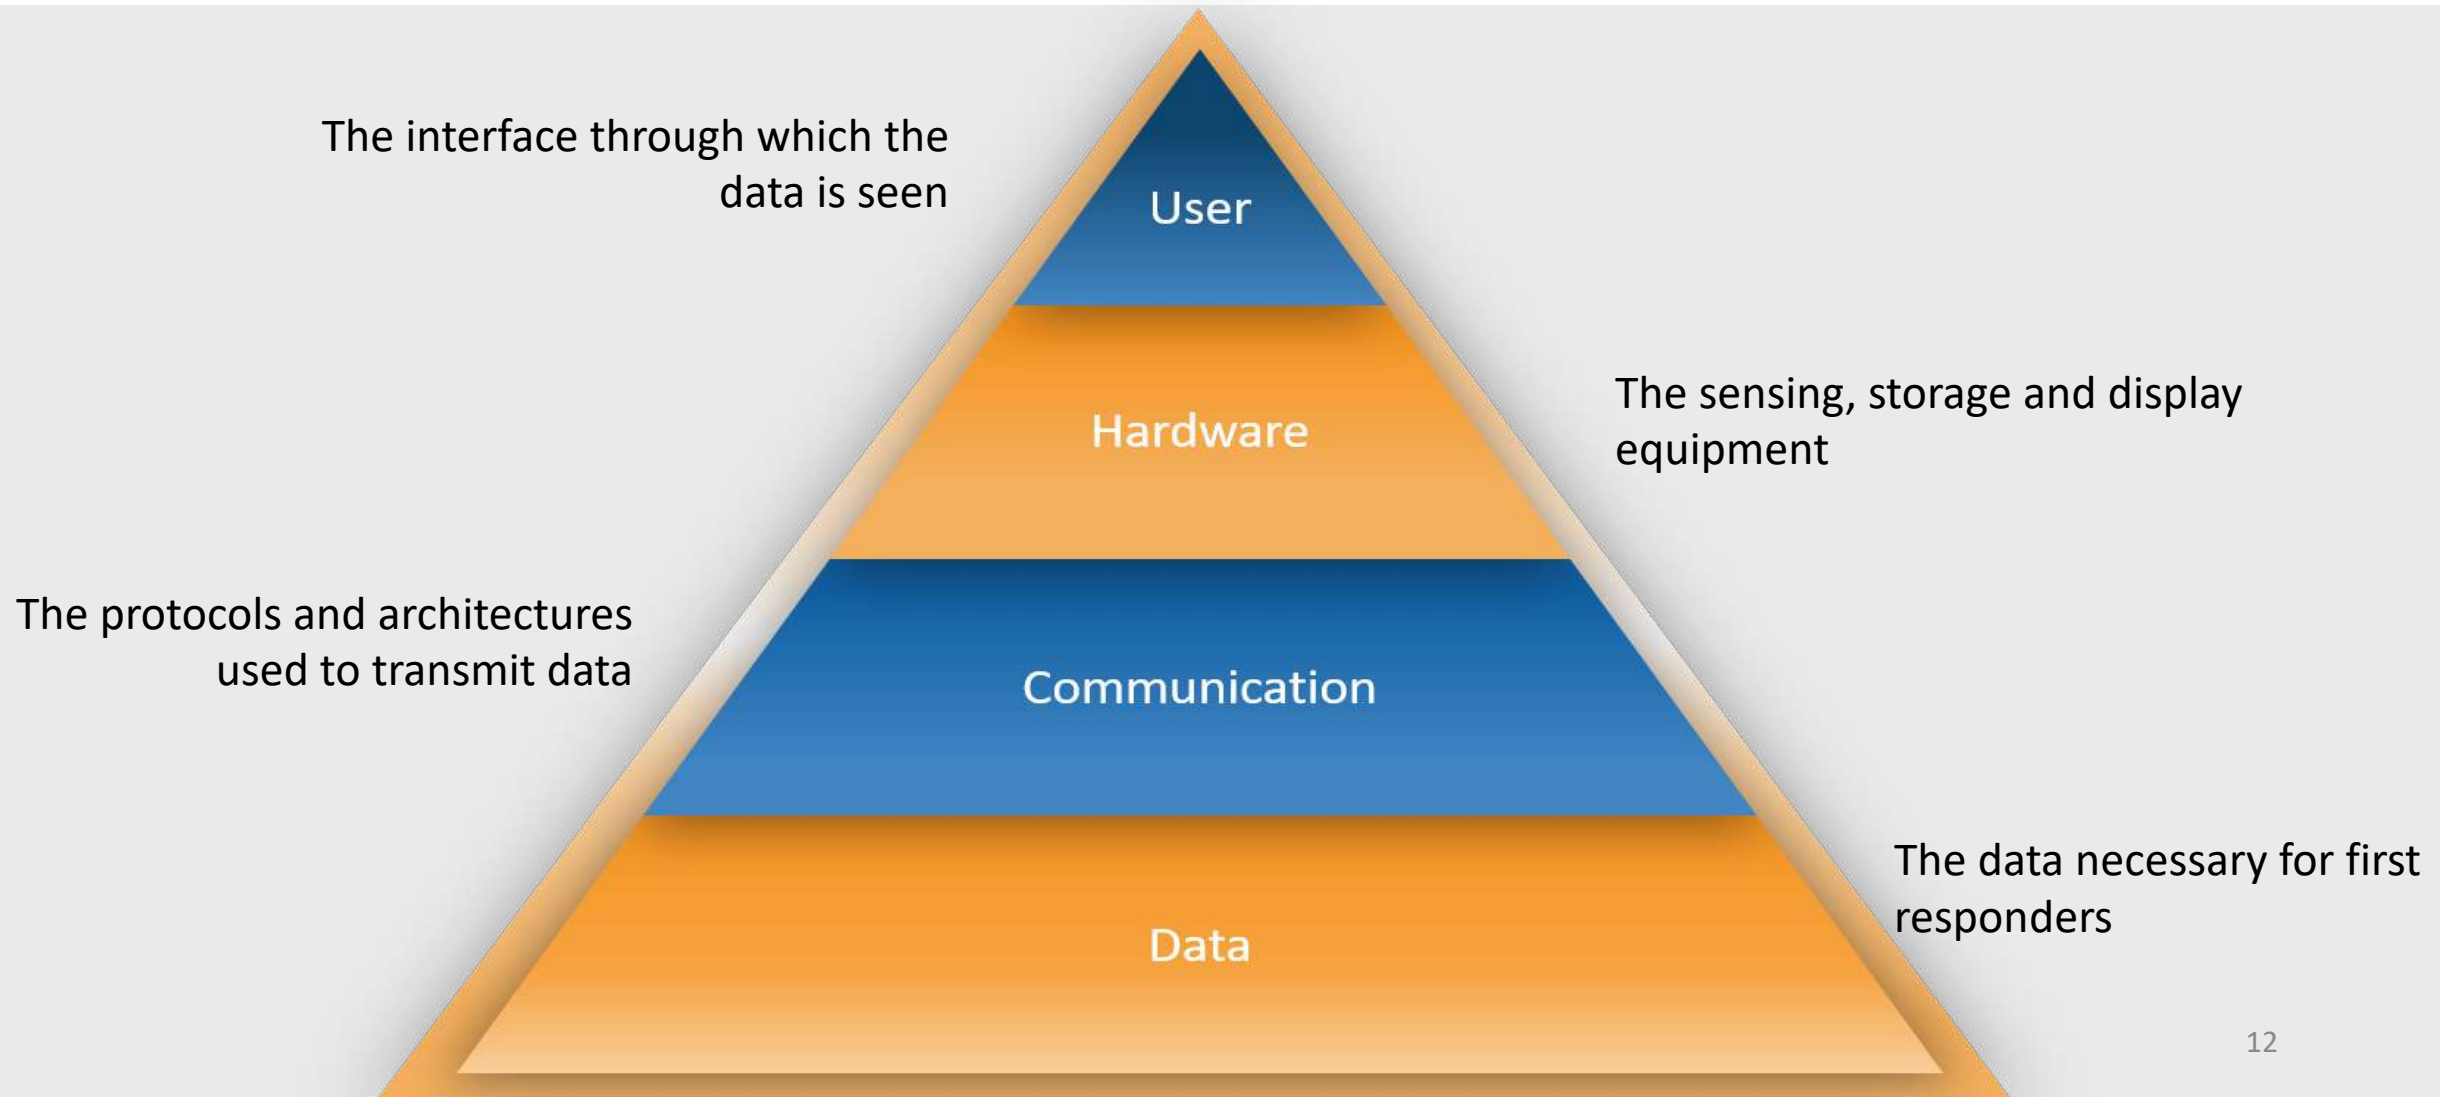 The interface through which the
data is seen
User
Hardware
The sensing, storage and display
equipment
The protocols and architectures
used to transmit data
Communication
The data necessary for first
responders
Data
12